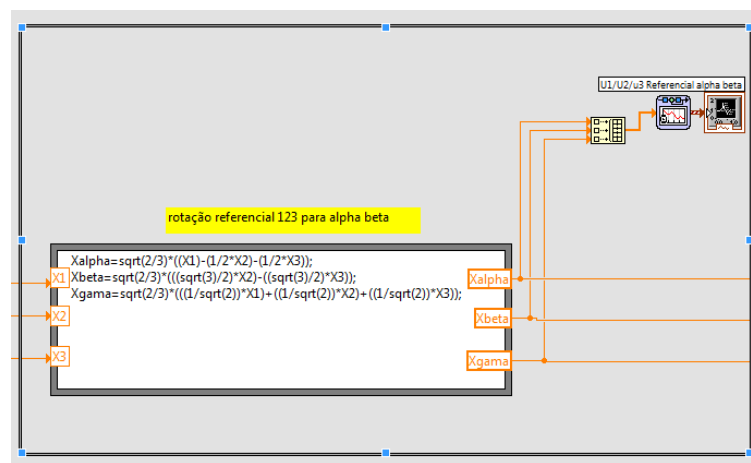 U1/U2/u3 Referencial alpha beta
rotação referencial 123 para alpha beta
Xalpha=sqrt(2/3)*((X1)-(1/2*X2)-(1/2*X3));
Xbeta=sqrt(2/3)*(((sqrt(3)/2)*X2)-((sqrt(3)/2)*X3));
Xgama=sqrt(2/3)*(((1/sqrt(2))*X1)+((1/sqrt(2))*X2)+((1/sqrt(2))*X3));
X1
X2
X3
Xalpha
Xbeta
Xgama